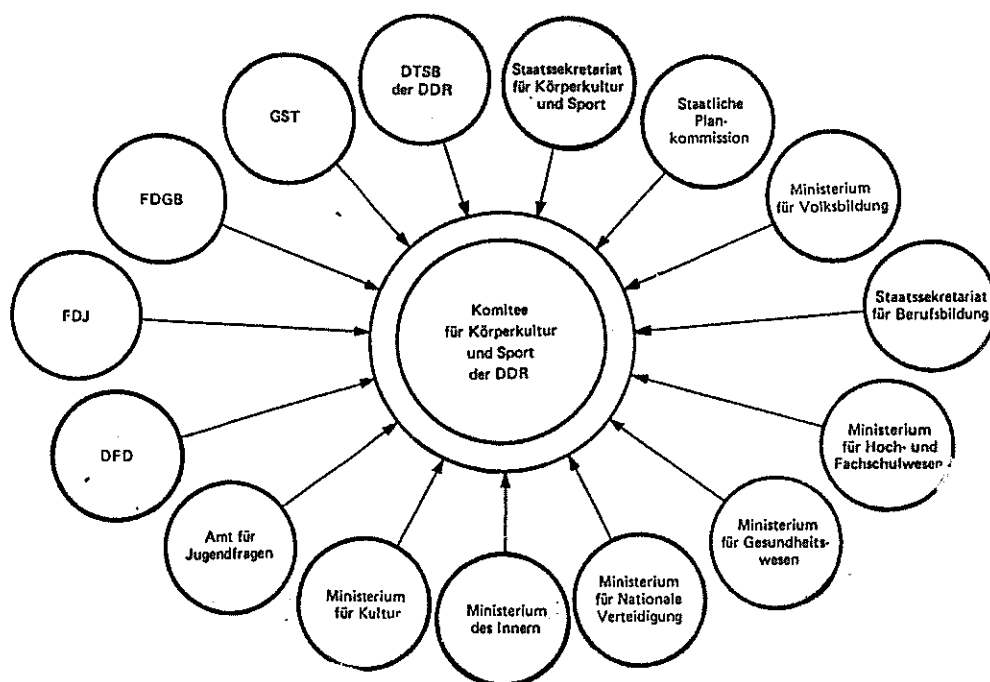 DTSB
der DDR
Staatssekretariat
für Körperkultur
und Sport
GST
Staatliche
Plan-
kommission
FDGB
Ministerium
für Volksbildung
FDJ
Staatssekretariat
für Berufsbildung
Komitee
für Körperkultur
und Sport
der DDR
DFD
Ministerium
für Hoch- und
Fachschulwesen
Amt für
Jugendfragen
Ministerium
für Gesundheits-
wesen
Ministerium
für Kultur
Ministerium
des Innern
Ministerium
für Nationale
Verteidigung